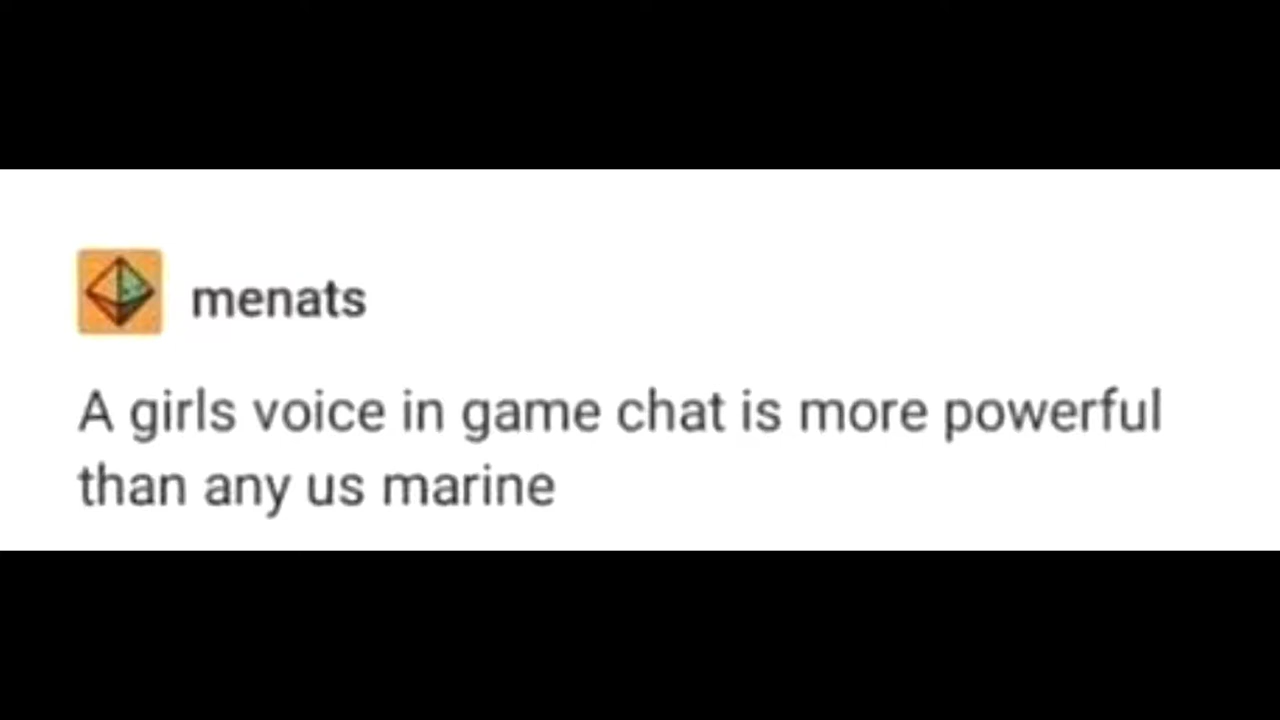 menats
A girls voice in game chat is more powerful
than any us marine